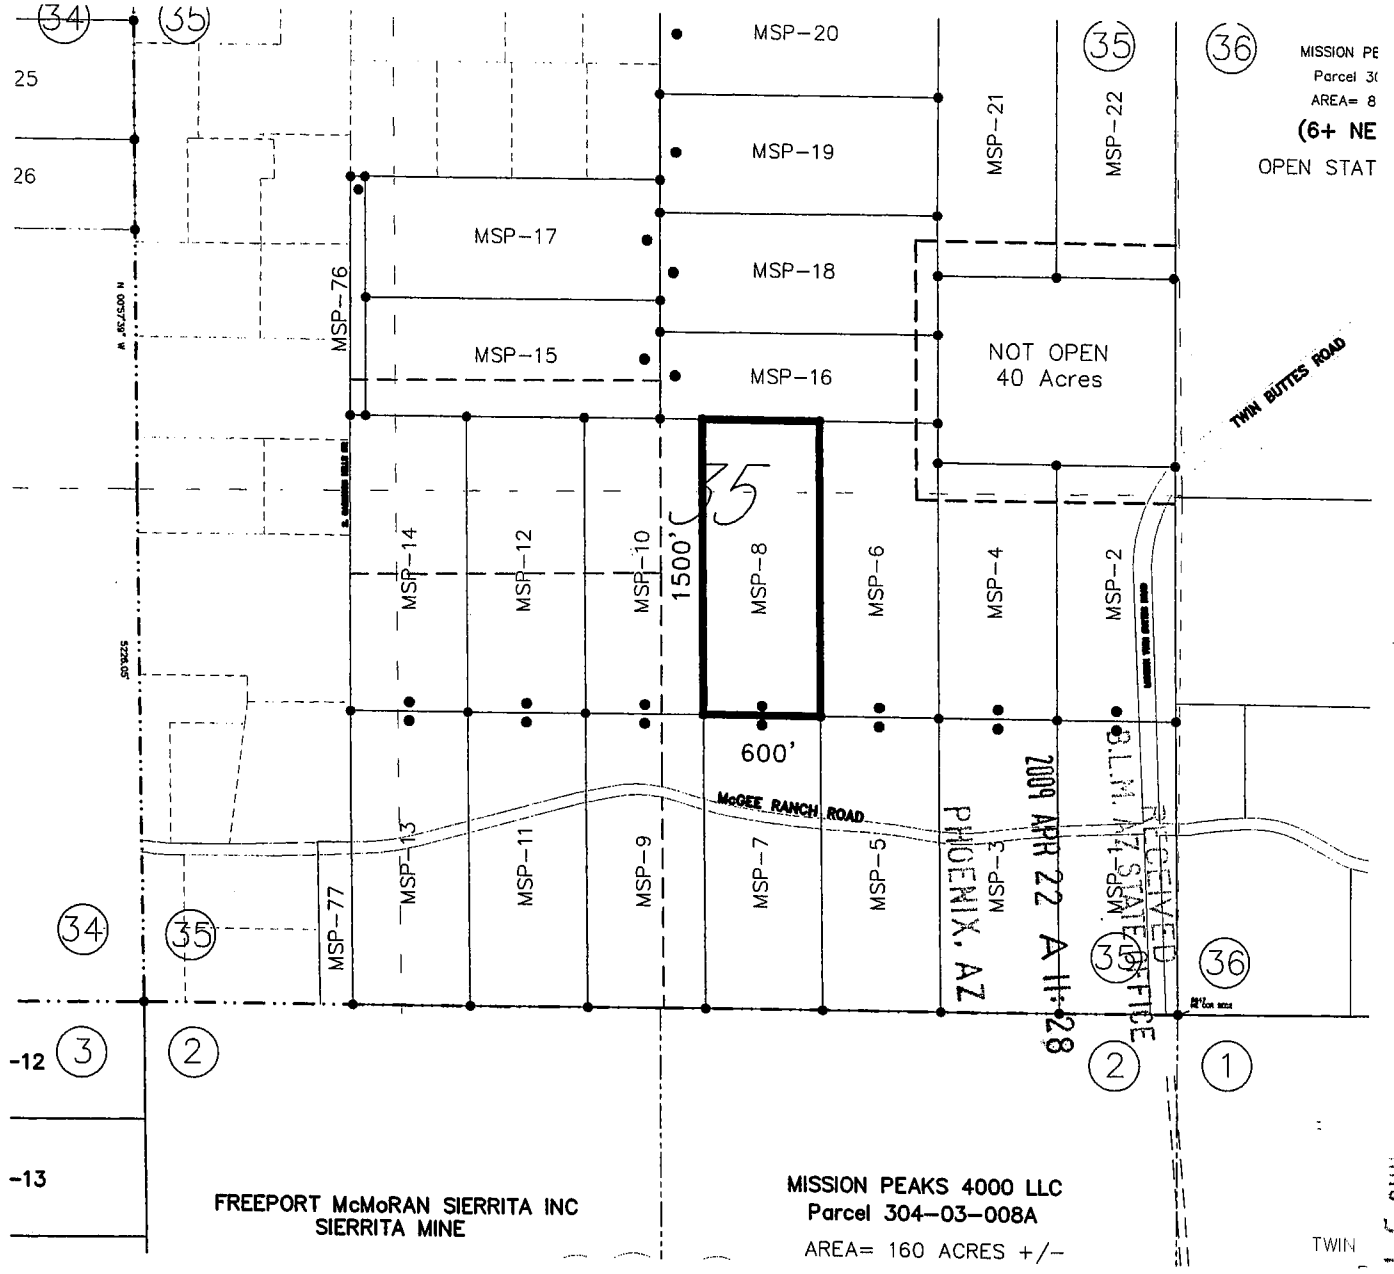 34
35
MSP-20
35
36
MISSION PE
Parcel 30
AREA= 8
(6+ NE
OPEN STAT
25
26
MSP-19
MSP-21
MSP-22
MSP-17
MSP-18
MSP-76
N 00°57'39" W
MSP-15
MSP-16
NOT OPEN
40 Acres
TWIN BUTTES ROAD
35
MSP-14
MSP-12
MSP-10
1500'
MSP-8
MSP-6
MSP-4
MSP-2
5226.05'
600'
McGEE RANCH ROAD
MSP-13
MSP-11
MSP-9
MSP-7
MSP-5
MSP-3
MSP-1
MSP-77
RECEIVED
B.L.M. AZ STATE OFFICE
2009 APR 22 A 11:28
PHOENIX, AZ
34
35
35
36
-12
3
2
2
1
-13
FREEPORT McMoRAN SIERRITA INC
SIERRITA MINE
MISSION PEAKS 4000 LLC
Parcel 304-03-008A
AREA= 160 ACRES +/-
TWIN